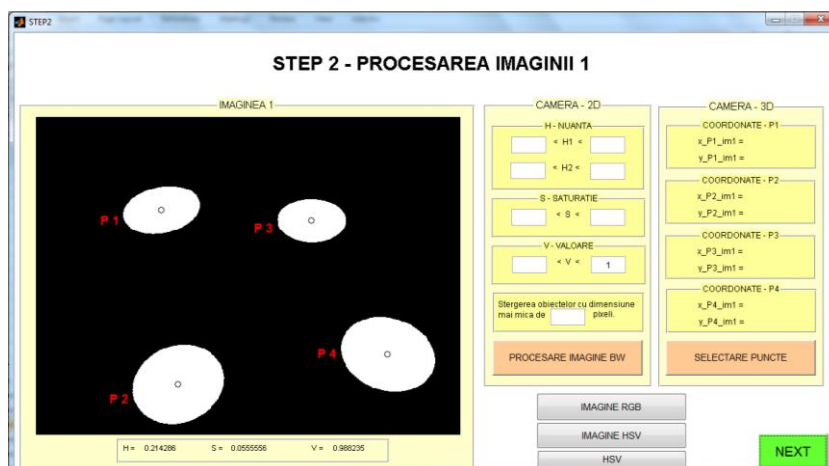 STEP2
STEP 2 - PROCESAREA IMAGINII 1
IMAGINEA 1
P 1
P 3
P 4
P 2
H = 0.214286 S = 0.0555556 V = 0.988235
CAMERA - 2D
H - NUANTA
< H1 <
< H2 <
S - SATURATIE
< S <
V - VALOARE
< V < 1
Stergerea obiectelor cu dimensiune
mai mica de pixeli.
PROCESARE IMAGINE BW
CAMERA - 3D
COORDONATE - P1
x_P1_im1 =
y_P1_im1 =
COORDONATE - P2
x_P2_im1 =
y_P2_im1 =
COORDONATE - P3
x_P3_im1 =
y_P3_im1 =
COORDONATE - P4
x_P4_im1 =
y_P4_im1 =
SELECTARE PUNCTE
IMAGINE RGB
IMAGINE HSV
HSV
NEXT